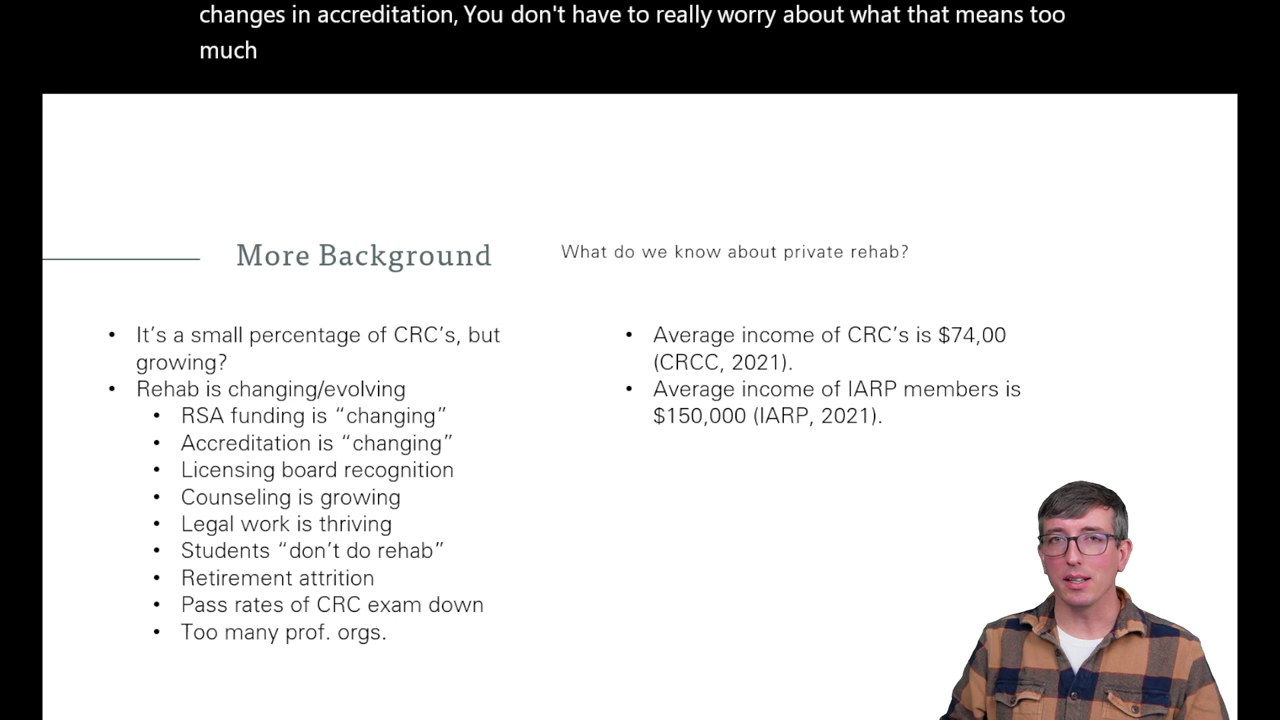 changes in accreditation, You don't have to really worry about what that means too
much
More Background
What do we know about private rehab?
• It’s a small percentage of CRC’s, but
growing?
• Rehab is changing/evolving
• RSA funding is “changing”
• Accreditation is “changing”
• Licensing board recognition
• Counseling is growing
• Legal work is thriving
• Students “don’t do rehab”
• Retirement attrition
• Pass rates of CRC exam down
• Too many prof. orgs.
• Average income of CRC’s is $74,00
(CRCC, 2021).
• Average income of IARP members is
$150,000 (IARP, 2021).